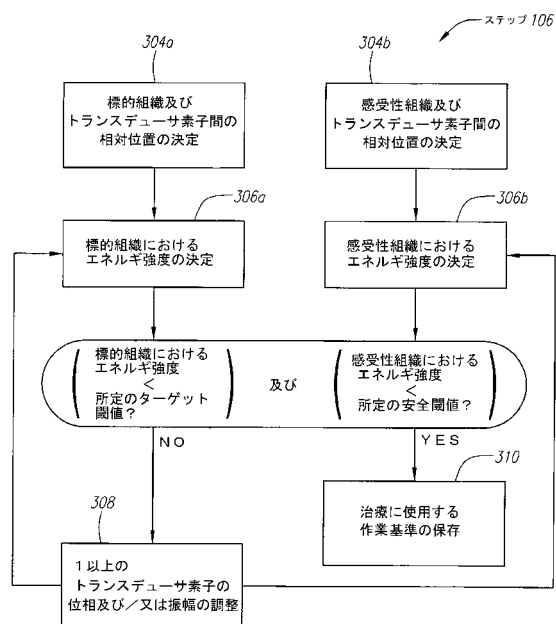 ステップ 106
304a
304b
標的組織及び
トランスデューサ素子間の
相対位置の決定
感受性組織及び
トランスデューサ素子間の
相対位置の決定
306a
306b
標的組織における
エネルギ強度の決定
感受性組織における
エネルギ強度の決定
標的組織における
エネルギ強度
<
所定のターゲット
閾値?
及び
感受性組織における
エネルギ強度
<
所定の安全閾値?
NO
YES
308
310
1以上の
トランスデューサ素子の
位相及び/又は振幅の調整
治療に使用する
作業基準の保存